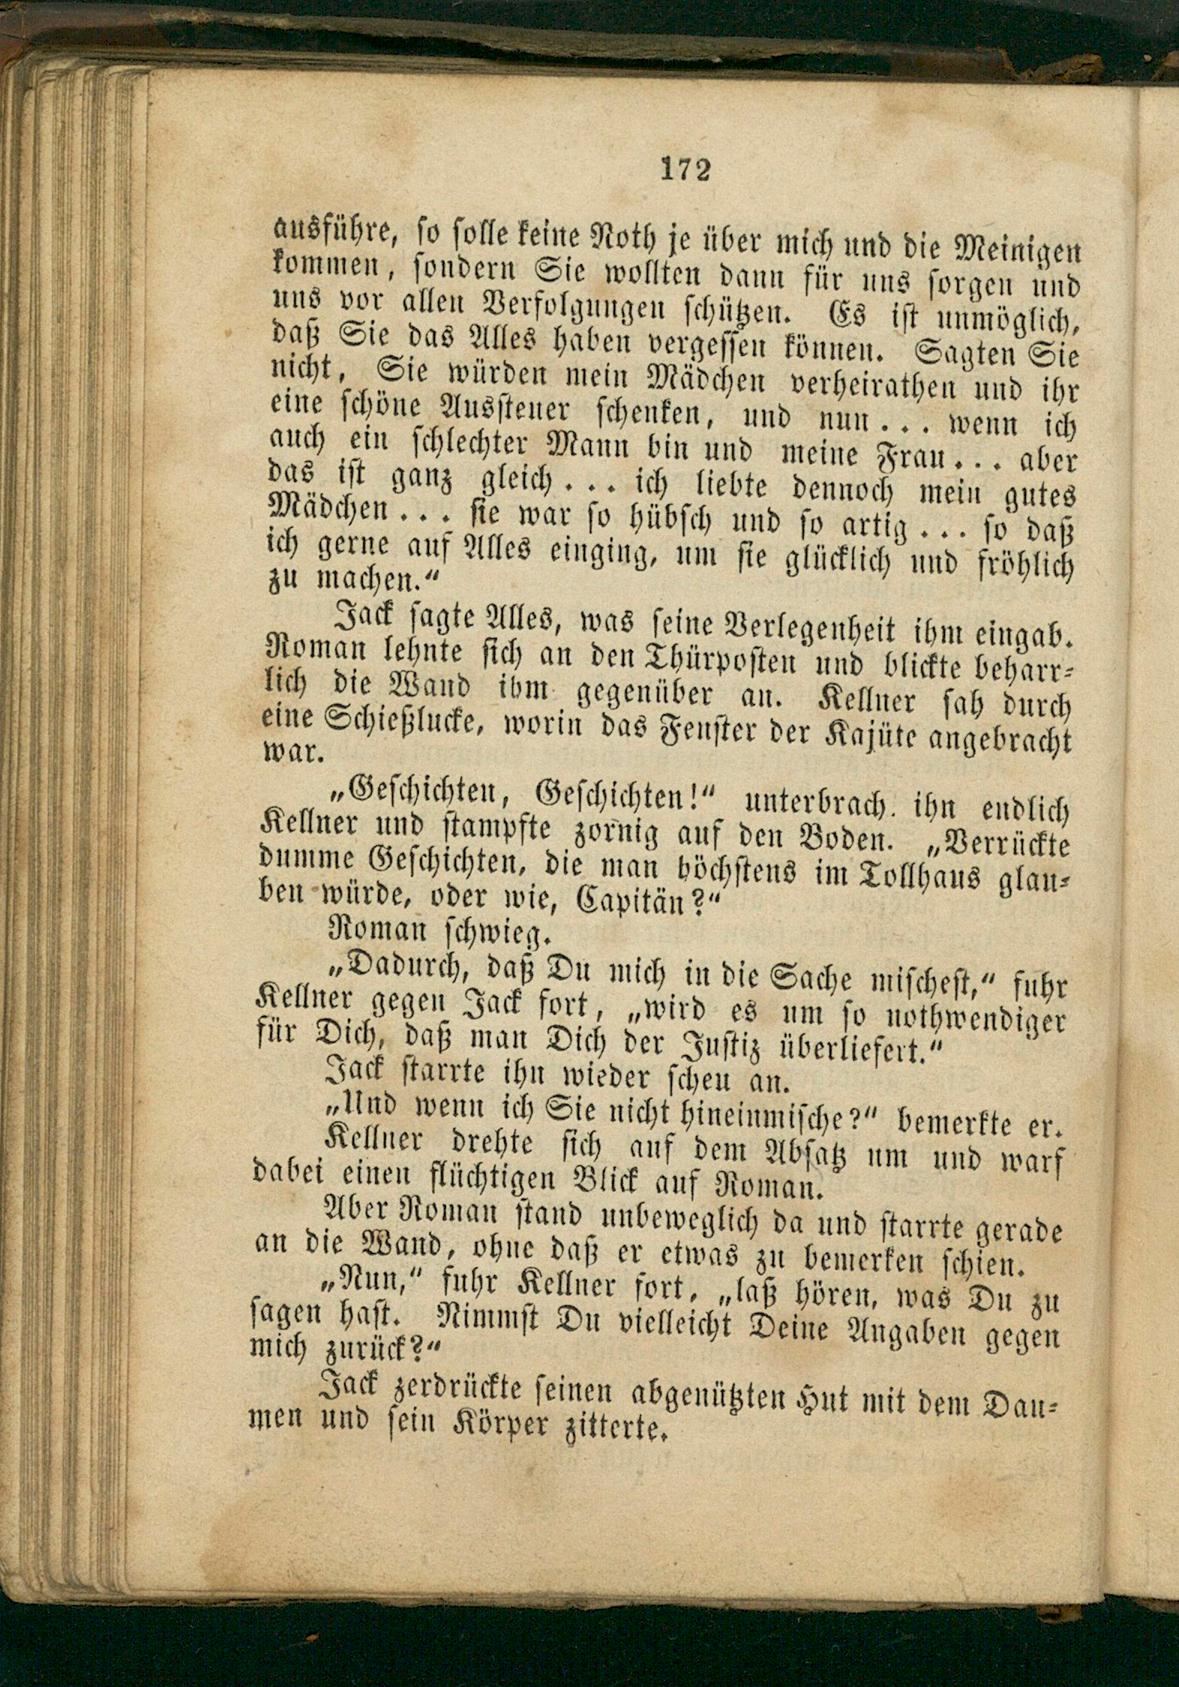 172
ausführe, so solle keine Noth je über mich und die Meinigen
kommen, sondern Sie wollten dann für uns sorgen und
uns vor allen Verfolgungen schützen. Es ist unmöglich,
daß Sie das Alles haben vergessen können. Sagten Sie
nicht, Sie würden mein Mädchen verheirathen und ihr
eine schöne Aussteuer schenken, und nun... wenn ich
auch ein schlechter Mann bin und meine Frau... aber
das ist ganz gleich... ich liebte dennoch mein gutes
Mädchen... sie war so hübsch und so artig... so daß
ich gerne auf Alles einging, um sie glücklich und fröhlich
zu machen.“
Jack sagte Alles, was seine Verlegenheit ihm eingab.
Roman lehnte sich an den Thürposten und blickte beharr-
lich die Wand ihm gegenüber an. Kellner sah durch
eine Schießlucke, worin das Fenster der Kajüte angebracht
war.
„Geschichten, Geschichten!“ unterbrach ihn endlich
Kellner und stampfte zornig auf den Boden. „Verrückte
dumme Geschichten, die man höchstens im Tollhaus glau-
ben würde, oder wie, Capitän?“
Roman schwieg.
„Dadurch, daß Du mich in die Sache mischest,“ fuhr
Kellner gegen Jack fort, „wird es um so nothwendiger
für Dich, daß man Dich der Justiz überliefert.“
Jack starrte ihn wieder scheu an.
„Und wenn ich Sie nicht hineinmische?“ bemerkte er.
Kellner drehte sich auf dem Absatz um und warf
dabei einen flüchtigen Blick auf Roman.
Aber Roman stand unbeweglich da und starrte gerade
an die Wand, ohne daß er etwas zu bemerken schien.
„Nun,“ fuhr Kellner fort, „laß hören, was Du zu
sagen hast. Nimmst Du vielleicht Deine Angaben gegen
mich zurück?“
Jack zerdrückte seinen abgenützten Hut mit dem Dau-
men und sein Körper zitterte.